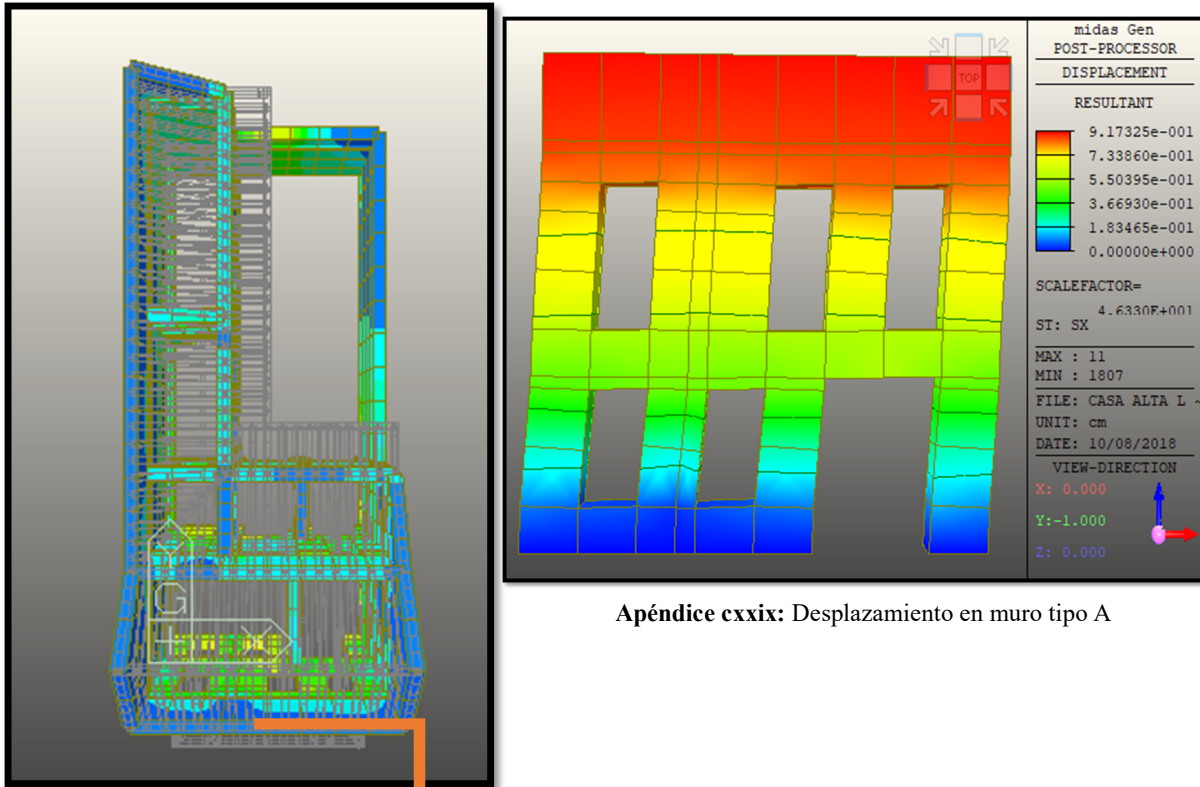 X
G
Y
TOP
midas Gen
POST-PROCESSOR
DISPLACEMENT
RESULTANT
9.17325e-001
7.33860e-001
5.50395e-001
3.66930e-001
1.83465e-001
0.00000e+000
SCALEFACTOR=
4.6330E+001
ST: SX
MAX : 11
MIN : 1807
FILE: CASA ALTA L ~
UNIT: cm
DATE: 10/08/2018
VIEW-DIRECTION
X: 0.000
Y:-1.000
Z: 0.000
Apéndice cxxix: Desplazamiento en muro tipo A